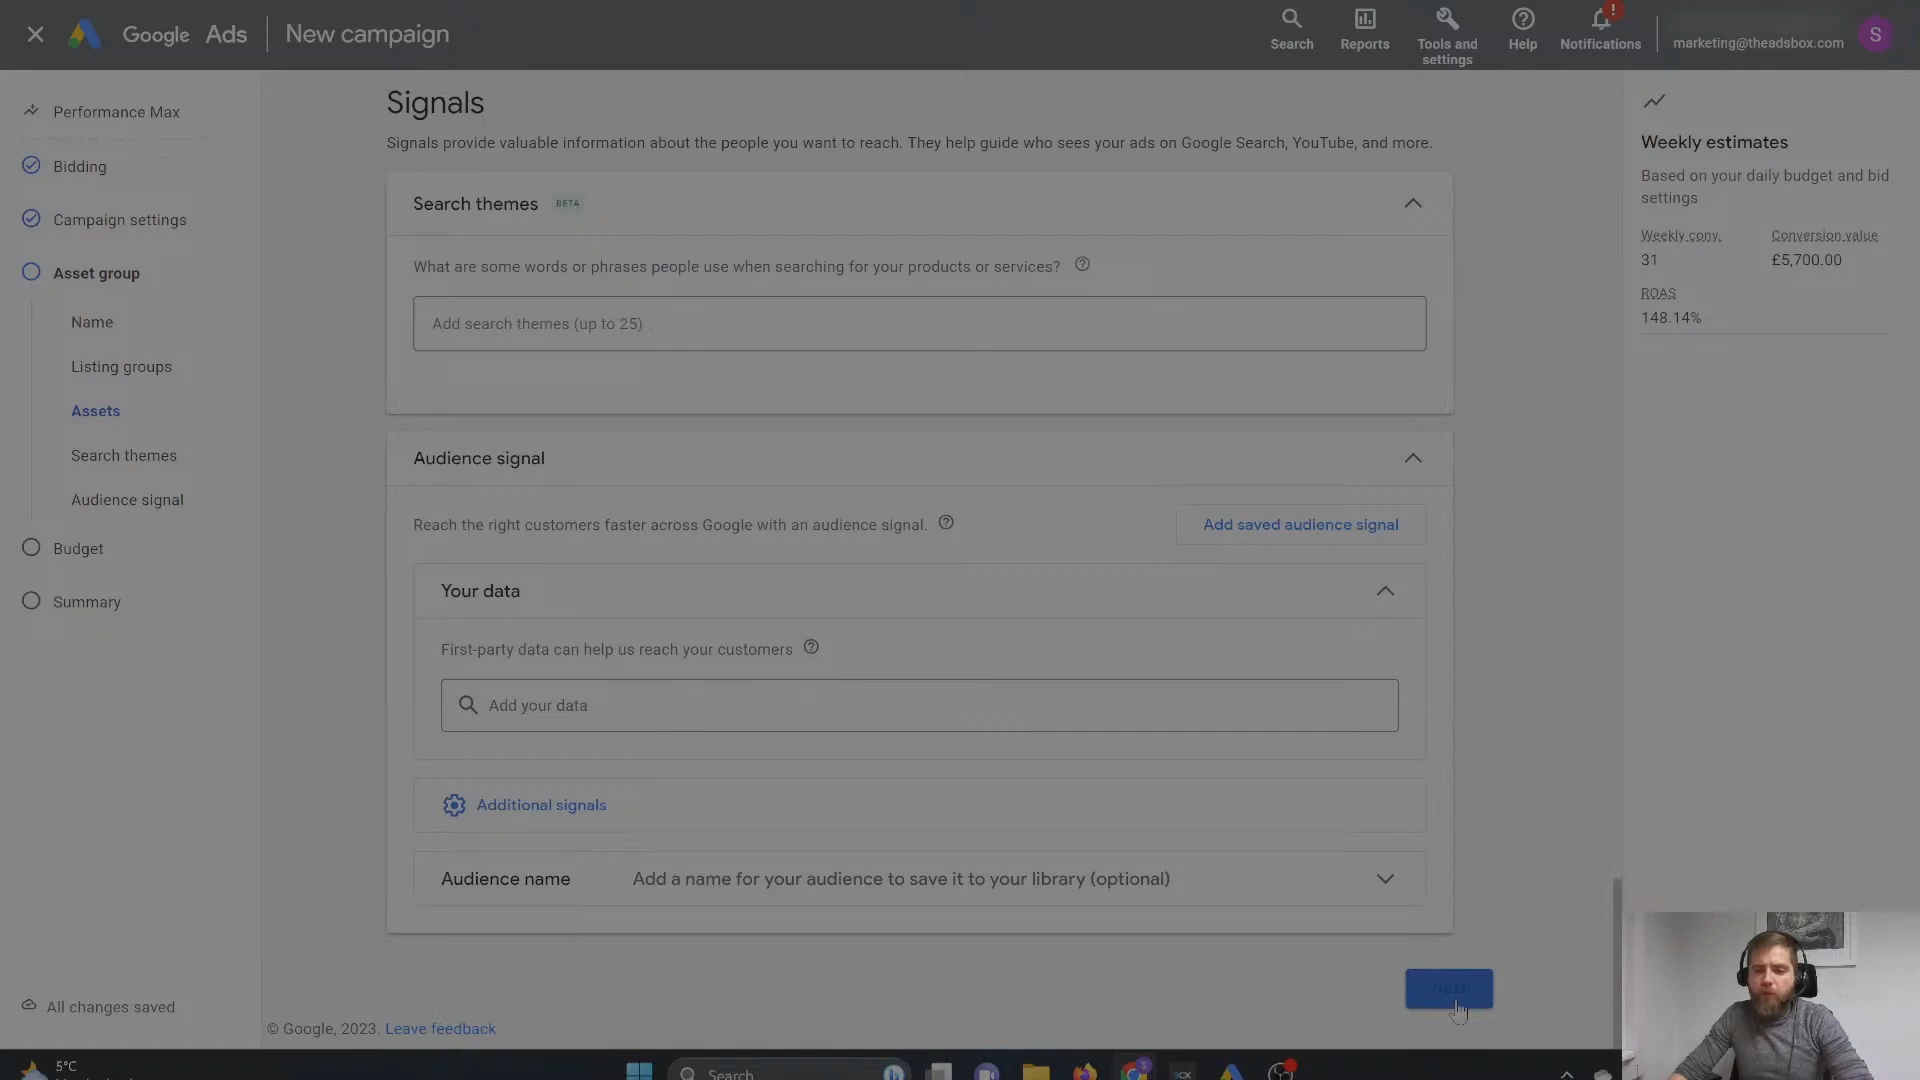 Google Ads
New campaign
Search
Reports
Tools and
settings
Help
Notifications
!
marketing@theadsbox.com
S
Performance Max
Bidding
Campaign settings
Asset group
Name
Listing groups
Assets
Search themes
Audience signal
Budget
Summary
All changes saved
Signals
Signals provide valuable information about the people you want to reach. They help guide who sees your ads on Google Search, YouTube, and more.
Search themes BETA
What are some words or phrases people use when searching for your products or services?
Add search themes (up to 25)
Audience signal
Reach the right customers faster across Google with an audience signal.
Add saved audience signal
Your data
First-party data can help us reach your customers
Add your data
Additional signals
Audience name
Add a name for your audience to save it to your library (optional)
Next
© Google, 2023. Leave feedback
Weekly estimates
Based on your daily budget and bid
settings
Weekly conv.
Conversion value
31
£5,700.00
ROAS
148.14%
5°C
Search
3CX